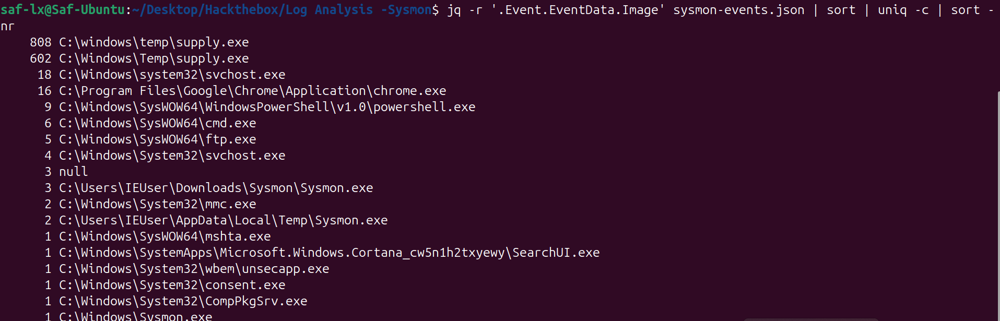 saf-lx@Saf-Ubuntu:~/Desktop/Hackthebox/Log Analysis -Sysmon$ jq -r '.Event.EventData.Image' sysmon-events.json | sort | uniq -c | sort -
nr
808 C:\windows\temp\supply.exe
602 C:\Windows\Temp\supply.exe
18 C:\Windows\system32\svchost.exe
16 C:\Program Files\Google\Chrome\Application\chrome.exe
9 C:\Windows\SysWOW64\WindowsPowerShell\v1.0\powershell.exe
6 C:\Windows\SysWOW64\cmd.exe
5 C:\Windows\SysWOW64\ftp.exe
4 C:\Windows\System32\svchost.exe
3 null
3 C:\Users\IEUser\Downloads\Sysmon\Sysmon.exe
2 C:\Windows\System32\mmc.exe
2 C:\Users\IEUser\AppData\Local\Temp\Sysmon.exe
1 C:\Windows\SysWOW64\mshta.exe
1 C:\Windows\SystemApps\Microsoft.Windows.Cortana_cw5n1h2txyewy\SearchUI.exe
1 C:\Windows\System32\wbem\unsecapp.exe
1 C:\Windows\System32\consent.exe
1 C:\Windows\System32\CompPkgSrv.exe
1 C:\Windows\Sysmon.exe